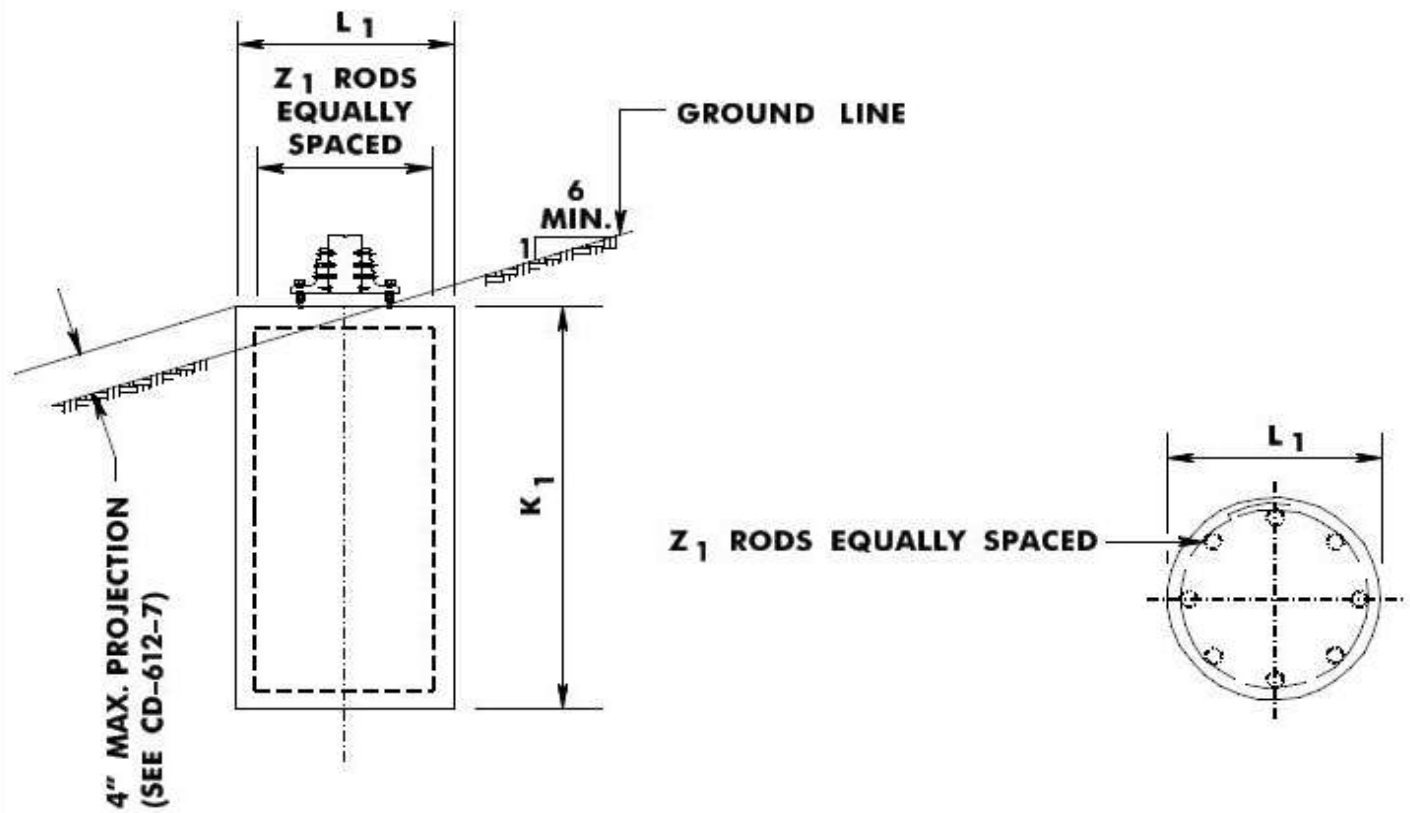 L 1
Z 1 RODS
EQUALLY
SPACED
GROUND LINE
6
MIN.
1
K 1
4" MAX. PROJECTION
(SEE CD-612-7)
L 1
Z 1 RODS EQUALLY SPACED